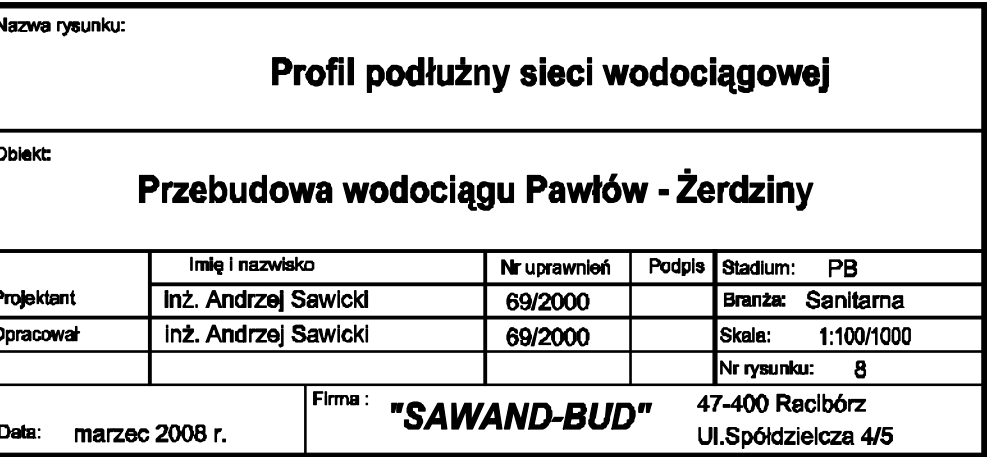 Nazwa rysunku:
Profil podłużny sieci wodociągowej
Obiekt:
Przebudowa wodociągu Pawłów - Żerdziny
Imię i nazwisko Nr uprawnień Podpis Stadium: PB
Projektant inż. Andrzej Sawicki 69/2000 Branża: Sanitarna
Opracował inż. Andrzej Sawicki 69/2000 Skala: 1:100/1000
Nr rysunku: 8
Firma : "SAWAND-BUD" 47-400 Racibórz
Data: marzec 2008 r. Ul.Spółdzielcza 4/5